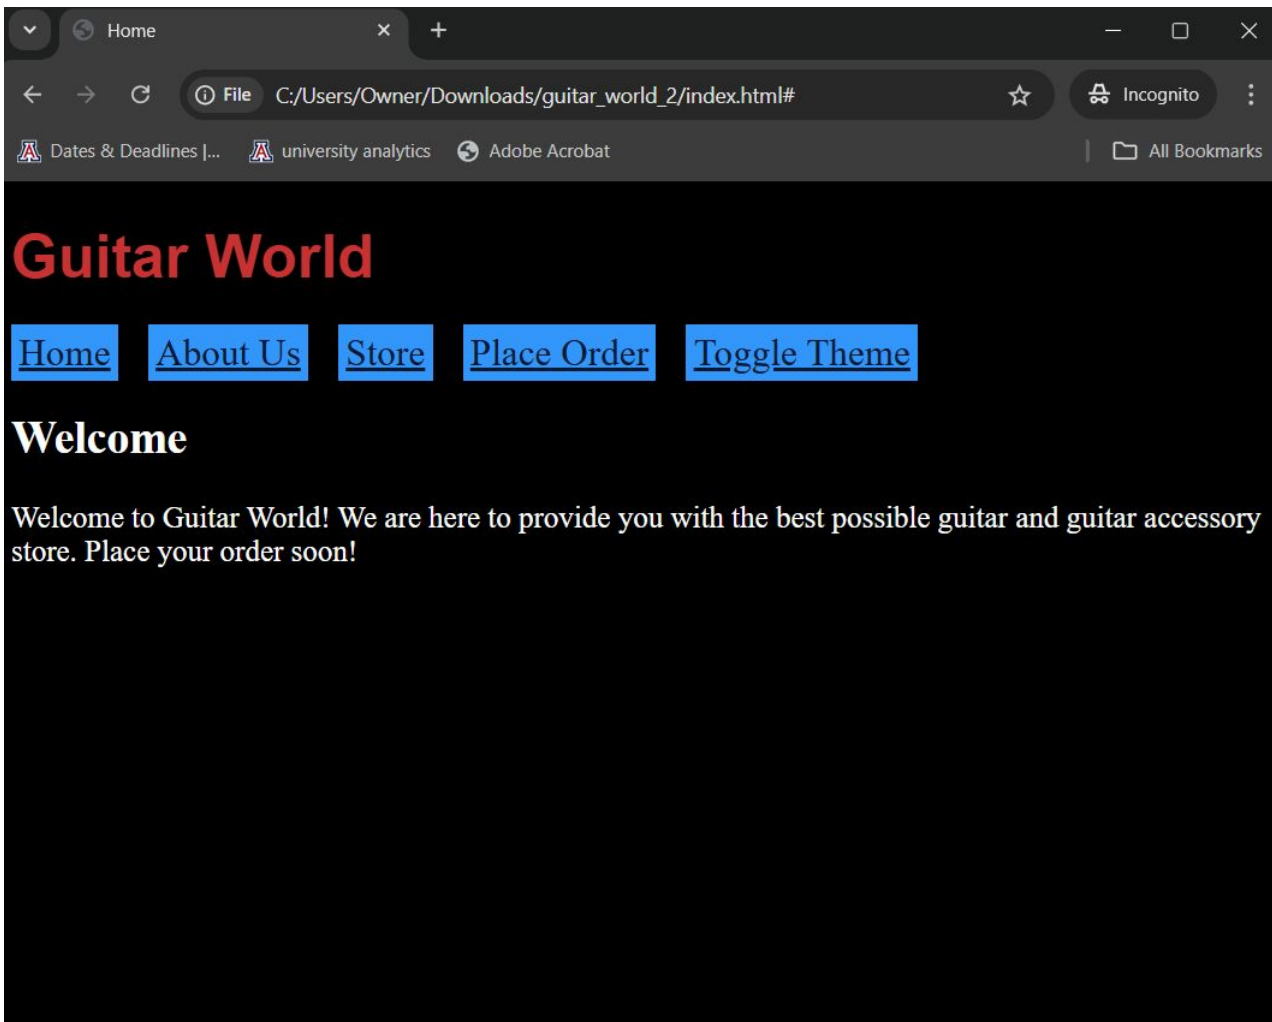 Home
File C:/Users/Owner/Downloads/guitar_world_2/index.html# Incognito
Dates & Deadlines |... university analytics Adobe Acrobat All Bookmarks
Guitar World
Home About Us Store Place Order Toggle Theme
Welcome
Welcome to Guitar World! We are here to provide you with the best possible guitar and guitar accessory
store. Place your order soon!